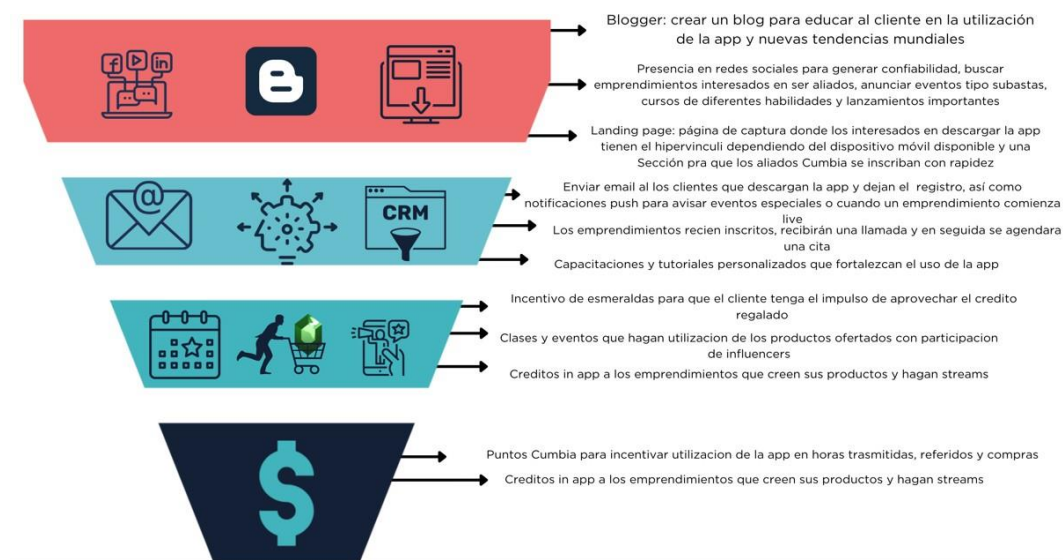 Blogger: crear un blog para educar al cliente en la utilización
de la app y nuevas tendencias mundiales
Presencia en redes sociales para generar confiabilidad, buscar
emprendimientos interesados en ser aliados, anunciar eventos tipo subastas,
cursos de diferentes habilidades y lanzamientos importantes
Landing page: página de captura donde los interesados en descargar la app
tienen el hipervinculi dependiendo del dispositivo móvil disponible y una
Sección pra que los aliados Cumbia se inscriban con rapidez
Enviar email al los clientes que descargan la app y dejan el registro, así como
notificaciones push para avisar eventos especiales o cuando un emprendimiento comienza
live
CRM
Los emprendimientos recien inscritos, recibirán una llamada y en seguida se agendara
una cita
Capacitaciones y tutoriales personalizados que fortalezcan el uso de la app
Incentivo de esmeraldas para que el cliente tenga el impulso de aprovechar el credito
regalado
Clases y eventos que hagan utilizacion de los productos ofertados con participacion
de influencers
Creditos in app a los emprendimientos que creen sus productos y hagan streams
$
Puntos Cumbia para incentivar utilizacion de la app en horas trasmitidas, referidos y compras
Creditos in app a los emprendimientos que creen sus productos y hagan streams